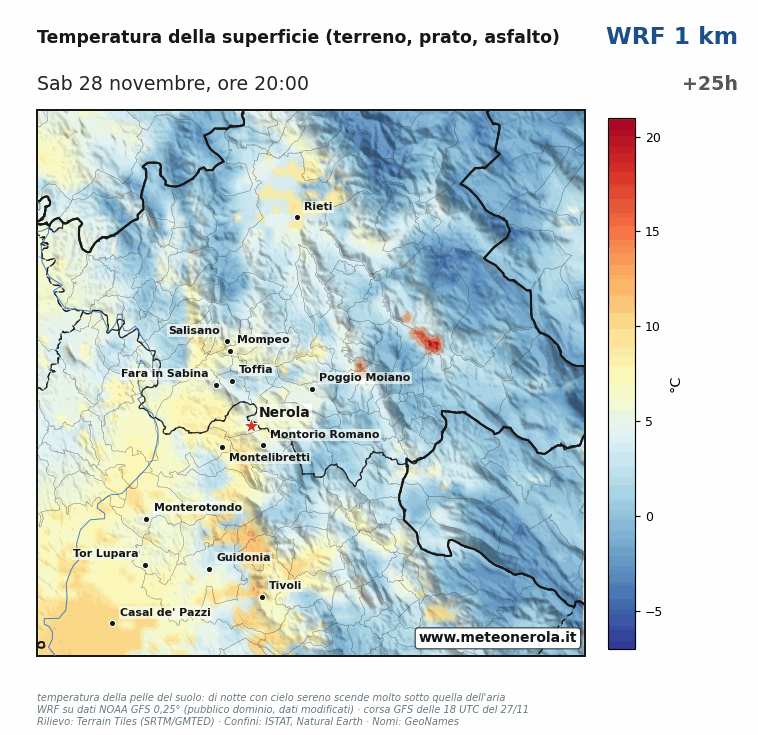 Temperatura della superficie (terreno, prato, asfalto)
WRF 1 km
Sab 28 novembre, ore 20:00
+25h
Rieti
Salisano
Mompeo
Fara in Sabina
Toffia
Poggio Moiano
Nerola
Montorio Romano
Montelibretti
Monterotondo
Tor Lupara
Guidonia
Tivoli
Casal de' Pazzi
www.meteonerola.it
20
15
10
5
0
−5
°C
temperatura della pelle del suolo: di notte con cielo sereno scende molto sotto quella dell'aria
WRF su dati NOAA GFS 0,25° (pubblico dominio, dati modificati) · corsa GFS delle 18 UTC del 27/11
Rilievo: Terrain Tiles (SRTM/GMTED) · Confini: ISTAT, Natural Earth · Nomi: GeoNames